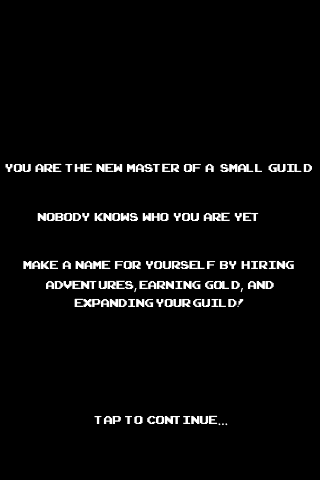 YOU ARE THE NEW MASTER OF A SMALL GUILD
NOBODY KNOWS WHO YOU ARE YET
MAKE A NAME FOR YOURSELF BY HIRING
ADVENTURES, EARNING GOLD, AND
EXPANDING YOUR GUILD!
TAP TO CONTINUE...